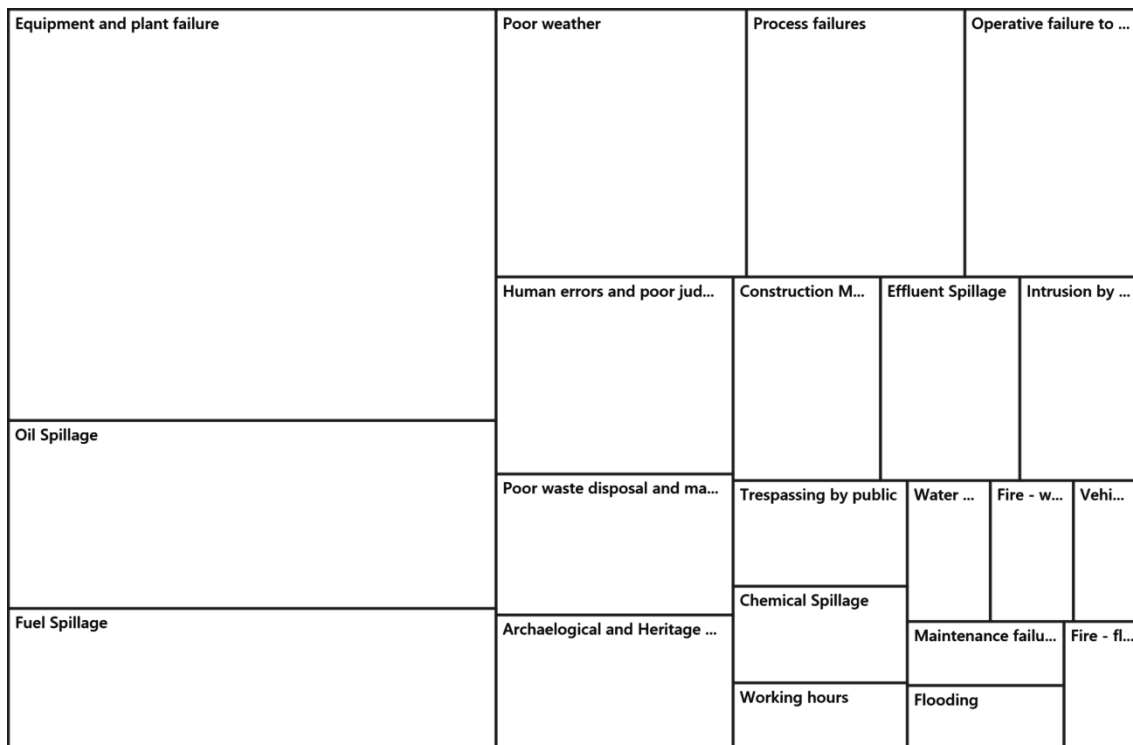 Equipment and plant failure
Poor weather
Process failures
Operative failure to ...
Human errors and poor jud...
Construction M...
Effluent Spillage
Intrusion by ...
Oil Spillage
Poor waste disposal and ma...
Trespassing by public
Water ...
Fire - w...
Vehi...
Chemical Spillage
Fuel Spillage
Archaelogical and Heritage ...
Maintenance failu...
Fire - fl...
Working hours
Flooding